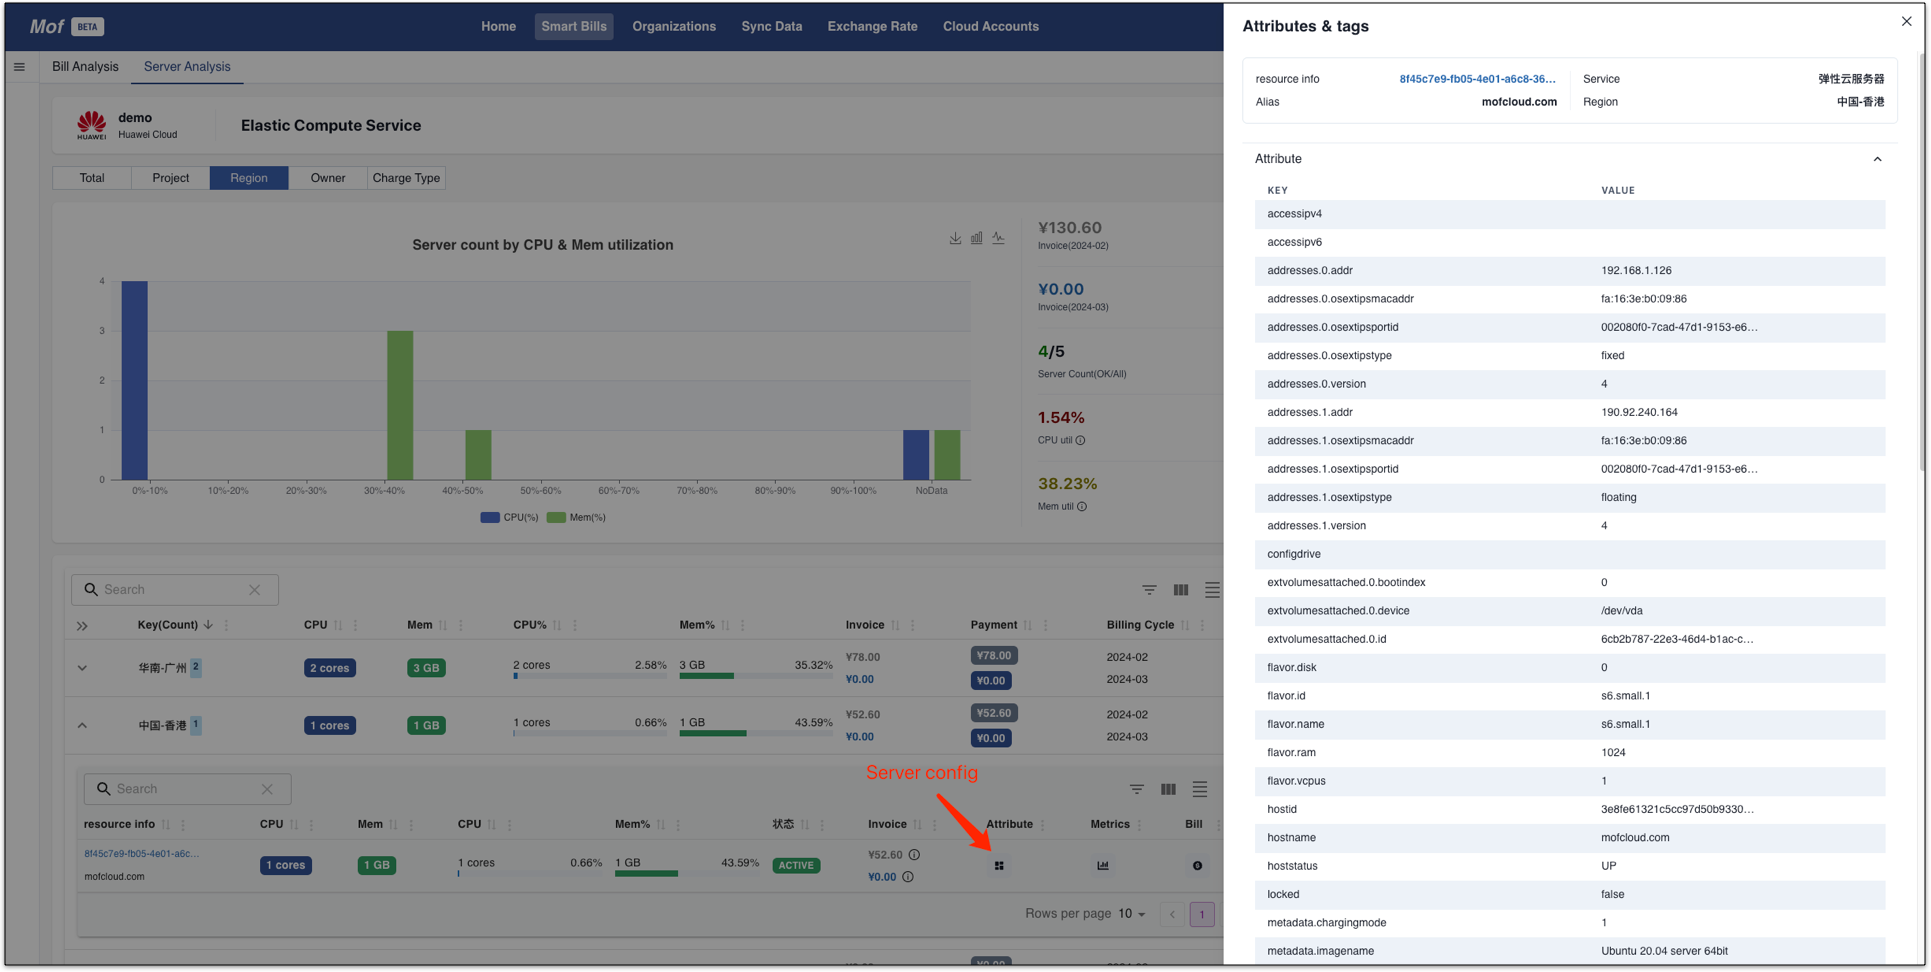 Mof BETA
Home Smart Bills Organizations Sync Data Exchange Rate Cloud Accounts
Bill Analysis Server Analysis
HUAWEI
demo
Huawei Cloud
Elastic Compute Service
Total Project Region Owner Charge Type
Server count by CPU & Mem utilization
4
3
2
1
0
0%-10% 10%-20% 20%-30% 30%-40% 40%-50% 50%-60% 60%-70% 70%-80% 80%-90% 90%-100% NoData
CPU(%) Mem(%)
¥130.60
Invoice(2024-02)
¥0.00
Invoice(2024-03)
4/5
Server Count(OK/All)
1.54%
CPU util
38.23%
Mem util
Search
Key(Count) CPU Mem CPU% Mem% Invoice Payment Billing Cycle
华南-广州 2 2 cores 3 GB 2 cores 2.58% 3 GB 35.32% ¥78.00 ¥78.00 2024-02
¥0.00 ¥0.00 2024-03
中国-香港 1 1 cores 1 GB 1 cores 0.66% 1 GB 43.59% ¥52.60 ¥52.60 2024-02
¥0.00 ¥0.00 2024-03
Server config
Search
resource info CPU Mem CPU Mem% 状态 Invoice Attribute Metrics Bill
8f45c7e9-fb05-4e01-a6c...
mofcloud.com
1 cores 1 GB 1 cores 0.66% 1 GB 43.59% ACTIVE ¥52.60
¥0.00
Rows per page 10 1
Attributes & tags
resource info 8f45c7e9-fb05-4e01-a6c8-36... Service 弹性云服务器
Alias mofcloud.com Region 中国-香港
Attribute
KEY VALUE
accessipv4
accessipv6
addresses.0.addr 192.168.1.126
addresses.0.osextipsmacaddr fa:16:3e:b0:09:86
addresses.0.osextipsportid 002080f0-7cad-47d1-9153-e6...
addresses.0.osextipstype fixed
addresses.0.version 4
addresses.1.addr 190.92.240.164
addresses.1.osextipsmacaddr fa:16:3e:b0:09:86
addresses.1.osextipsportid 002080f0-7cad-47d1-9153-e6...
addresses.1.osextipstype floating
addresses.1.version 4
configdrive
extvolumesattached.0.bootindex 0
extvolumesattached.0.device /dev/vda
extvolumesattached.0.id 6cb2b787-22e3-46d4-b1ac-c...
flavor.disk 0
flavor.id s6.small.1
flavor.name s6.small.1
flavor.ram 1024
flavor.vcpus 1
hostid 3e8fe61321c5cc97d50b9330...
hostname mofcloud.com
hoststatus UP
locked false
metadata.chargingmode 1
metadata.imagename Ubuntu 20.04 server 64bit